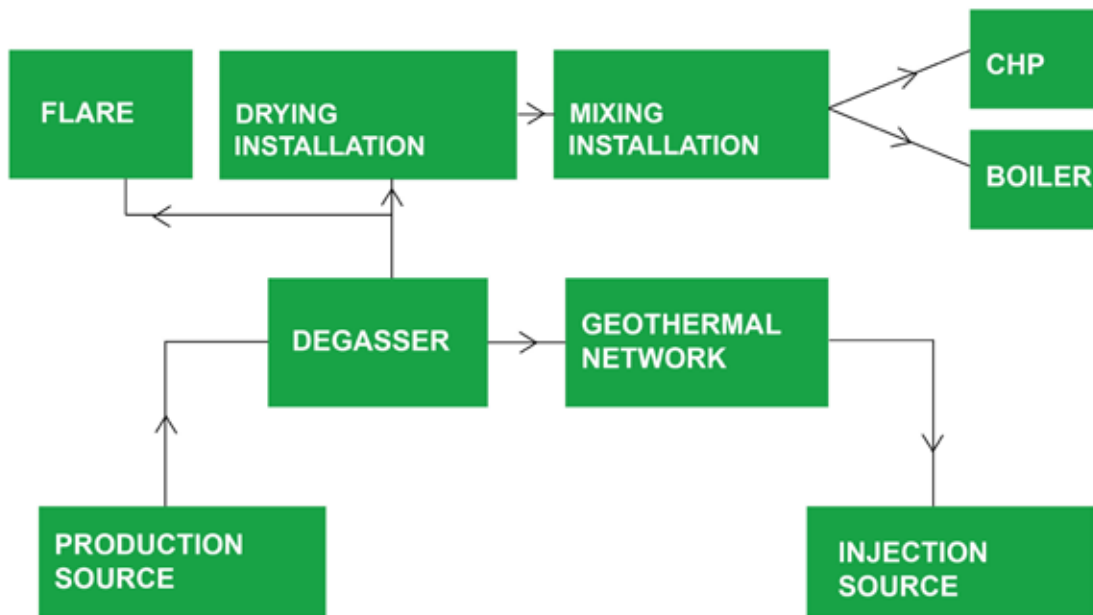 FLARE
DRYING
INSTALLATION
MIXING
INSTALLATION
CHP
BOILER
DEGASSER
GEOTHERMAL
NETWORK
PRODUCTION
SOURCE
INJECTION
SOURCE